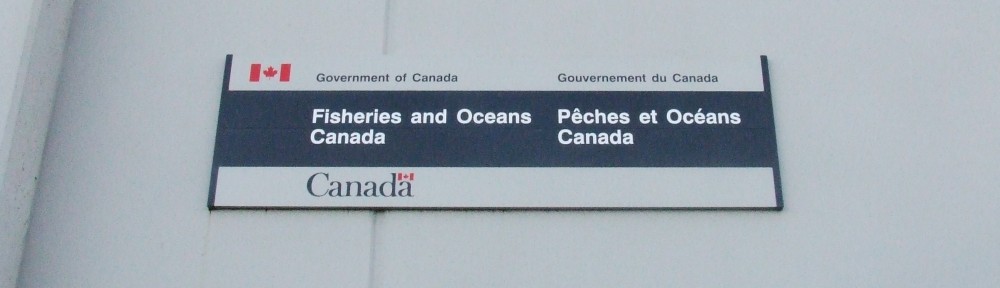 Government of Canada
Gouvernement du Canada
Fisheries and Oceans
Canada
Pêches et Océans
Canada
Canada